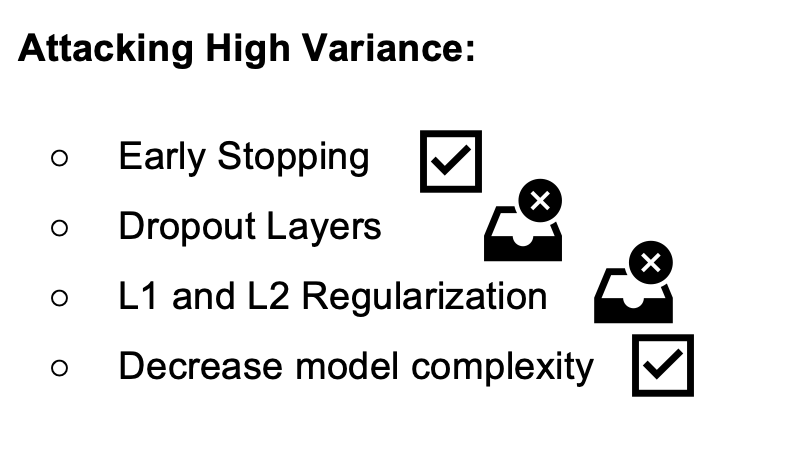 Attacking High Variance:
○ Early Stopping
○ Dropout Layers
○ L1 and L2 Regularization
○ Decrease model complexity